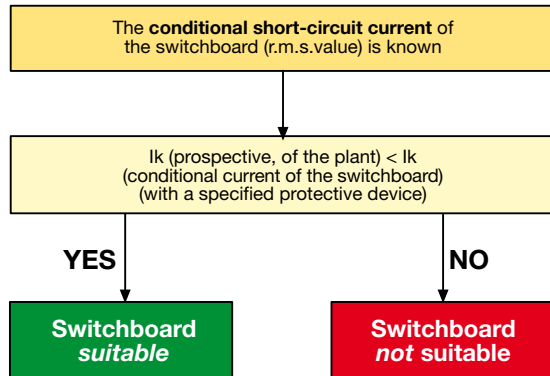 The conditional short-circuit current of
the switchboard (r.m.s.value) is known
Ik (prospective, of the plant) < Ik
(conditional current of the switchboard)
(with a specified protective device)
YES
NO
Switchboard
suitable
Switchboard
not suitable